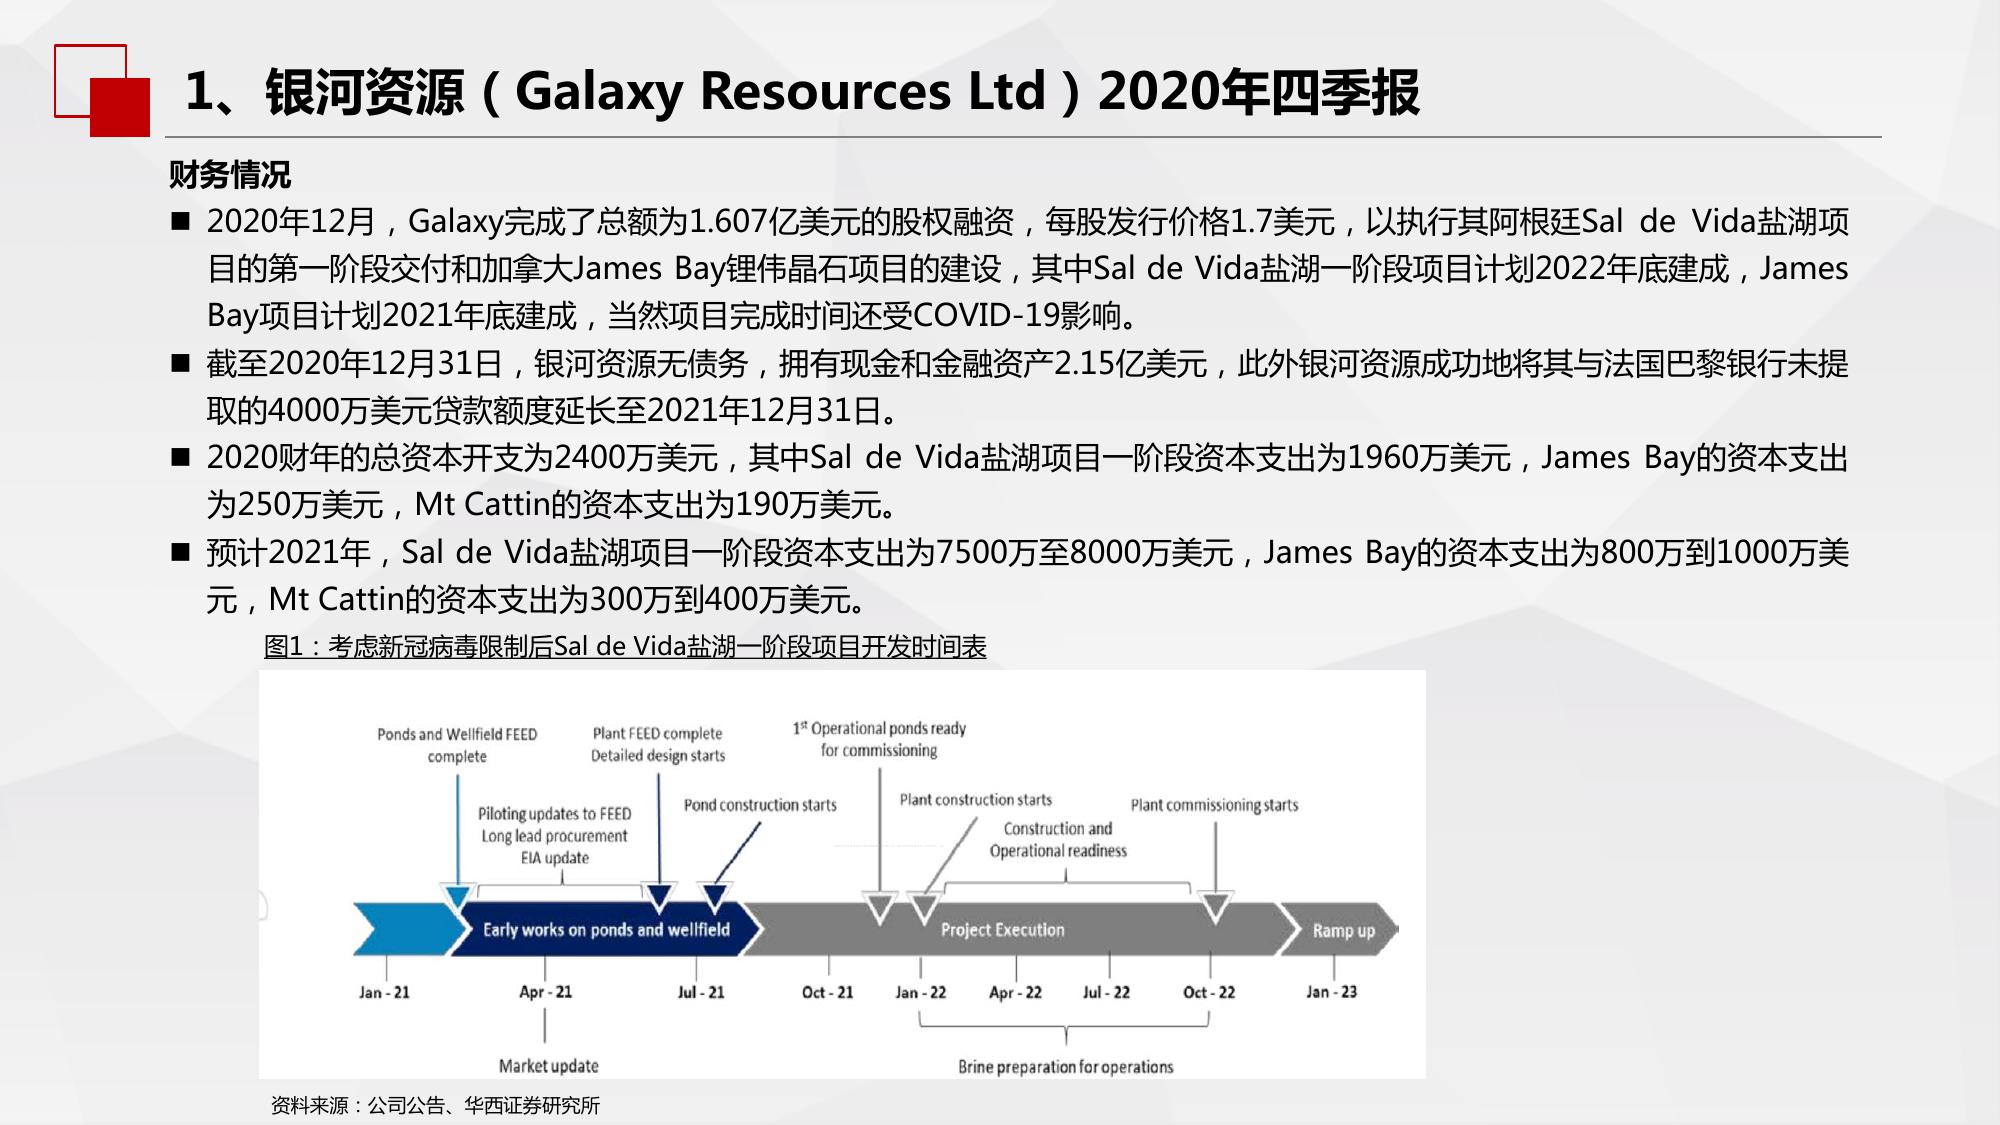 1、银河资源（Galaxy Resources Ltd）2020年四季报
财务情况
■ 2020年12月，Galaxy完成了总额为1.607亿美元的股权融资，每股发行价格1.7美元，以执行其阿根廷Sal de Vida盐湖项
目的第一阶段交付和加拿大James Bay锂伟晶石项目的建设，其中Sal de Vida盐湖一阶段项目计划2022年底建成，James
Bay项目计划2021年底建成，当然项目完成时间还受COVID-19影响。
■ 截至2020年12月31日，银河资源无债务，拥有现金和金融资产2.15亿美元，此外银河资源成功地将其与法国巴黎银行未提
取的4000万美元贷款额度延长至2021年12月31日。
■ 2020财年的总资本开支为2400万美元，其中Sal de Vida盐湖项目一阶段资本支出为1960万美元，James Bay的资本支出
为250万美元，Mt Cattin的资本支出为190万美元。
■ 预计2021年，Sal de Vida盐湖项目一阶段资本支出为7500万至8000万美元，James Bay的资本支出为800万到1000万美
元，Mt Cattin的资本支出为300万到400万美元。
图1：考虑新冠病毒限制后Sal de Vida盐湖一阶段项目开发时间表
Ponds and Wellfield FEED
complete
Plant FEED complete
Detailed design starts
1st Operational ponds ready
for commissioning
Piloting updates to FEED
Long lead procurement
EIA update
Pond construction starts
Plant construction starts
Construction and
Operational readiness
Plant commissioning starts
Early works on ponds and wellfield
Project Execution
Ramp up
Jan - 21
Apr - 21
Jul - 21
Oct - 21
Jan - 22
Apr - 22
Jul - 22
Oct - 22
Jan - 23
Market update
Brine preparation for operations
资料来源：公司公告、华西证券研究所